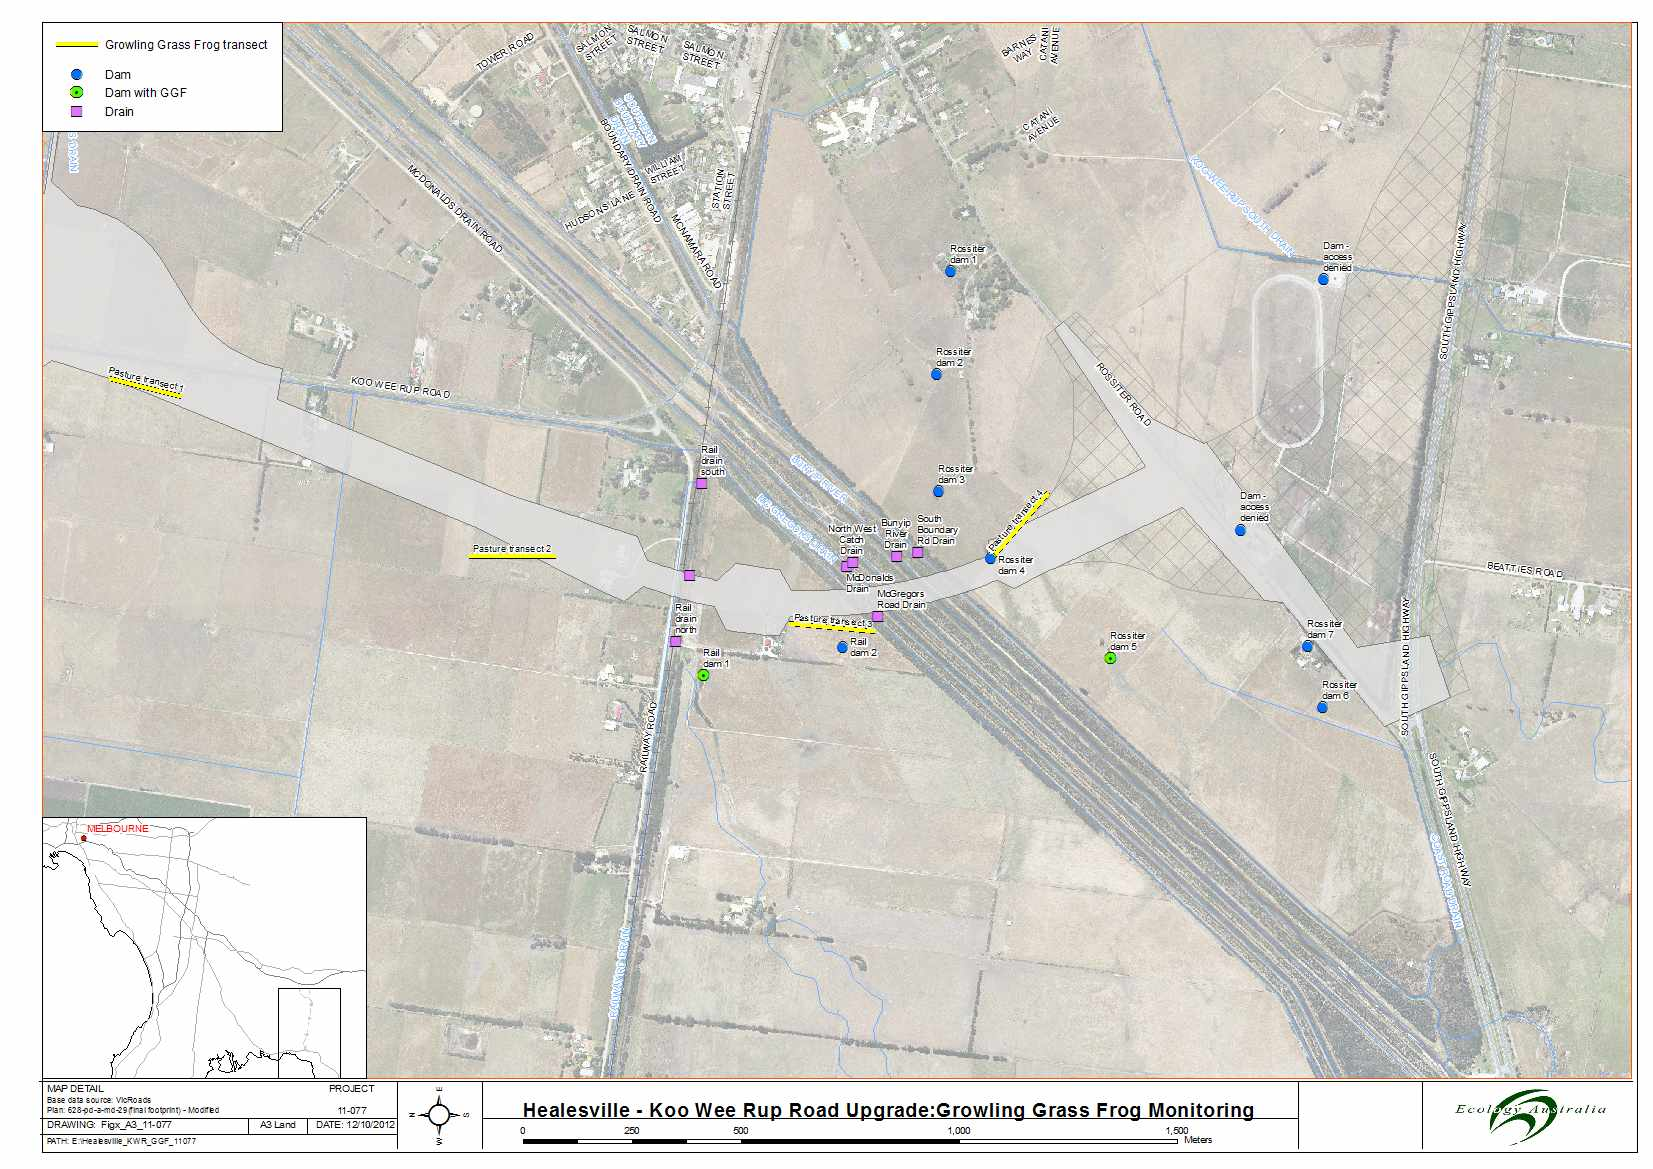 Growling Grass Frog transect
Dam
Dam with GGF
Drain
TOWER ROAD
SALMON
STREET
SALMON
STREET
SALMON
STREET
BARNES
WAY
CATANI
AVENUE
CATANI
AVENUE
BOUNDARY DRAIN ROAD
WILLIAM
STREET
HUDSONS LANE
STATION
STREET
MCNAMARA ROAD
MCDONALDS DRAIN ROAD
KOO WEE RUP SOUTH DRAIN
SOUTH GIPPSLAND HIGHWAY
Rossiter
dam 1
Dam -
access
denied
Rossiter
dam 2
ROSSITER ROAD
Pasture transect 1
KOO WEE RUP ROAD
Rail
drain
south
BUNYIP RIVER
MCGREGORS DRAIN
Rossiter
dam 3
Pasture transect 4
Dam -
access
denied
North West
Catch
Drain
Bunyip
River
Drain
South
Boundary
Rd Drain
Pasture transect 2
Rossiter
dam 4
McDonalds
Drain
McGregors
Road Drain
BEATTIES ROAD
Rail
drain
north
Pasture transect 3
Rail
dam 2
Rail
dam 1
Rossiter
dam 5
Rossiter
dam 7
Rossiter
dam 6
SOUTH GIPPSLAND HIGHWAY
RAILWAY ROAD
SOUTH GIPPSLAND HIGHWAY
COAST ROAD DRAIN
RAILWAY RD DRAIN
MELBOURNE
MAP DETAIL
PROJECT
Base data source: VicRoads
Plan: 628-pd-a-md-29(final footprint) - Modified
11-077
DRAWING: Figx_A3_11-077
A3 Land
DATE: 12/10/2012
PATH: E:\Healesville_KWR_GGF_11077
E
N
S
W
Healesville - Koo Wee Rup Road Upgrade:Growling Grass Frog Monitoring
0
250
500
1,000
1,500
Meters
Ecology Australia